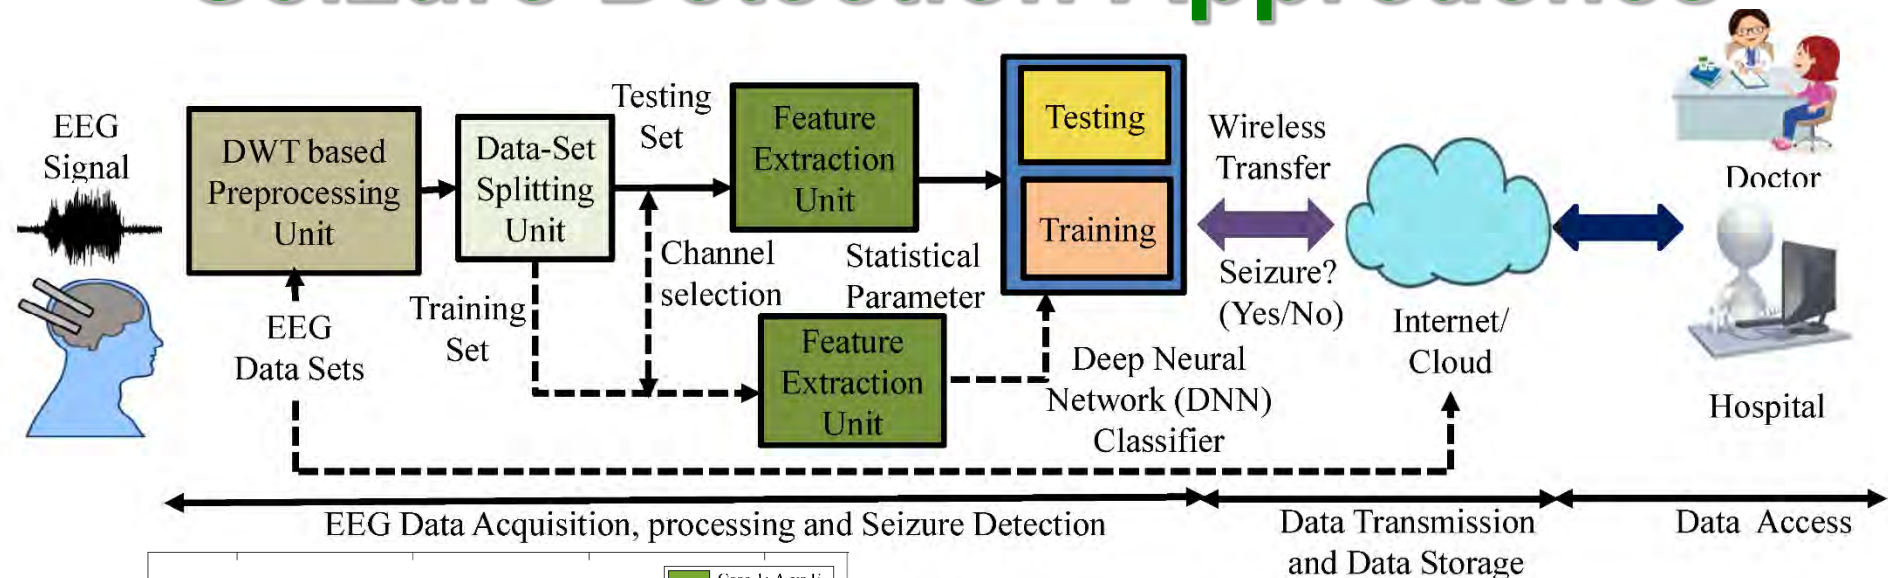 Seizure Detection Approaches
EEG
Signal
DWT based
Preprocessing
Unit
Data-Set
Splitting
Unit
Testing
Set
Feature
Extraction
Unit
Testing
Training
Wireless
Transfer
Seizure?
(Yes/No)
Doctor
Channel
selection
Statistical
Parameter
Training
Set
EEG
Data Sets
Feature
Extraction
Unit
Deep Neural
Network (DNN)
Classifier
Internet/
Cloud
Hospital
EEG Data Acquisition, processing and Seizure Detection
Data Transmission
and Data Storage
Data Access